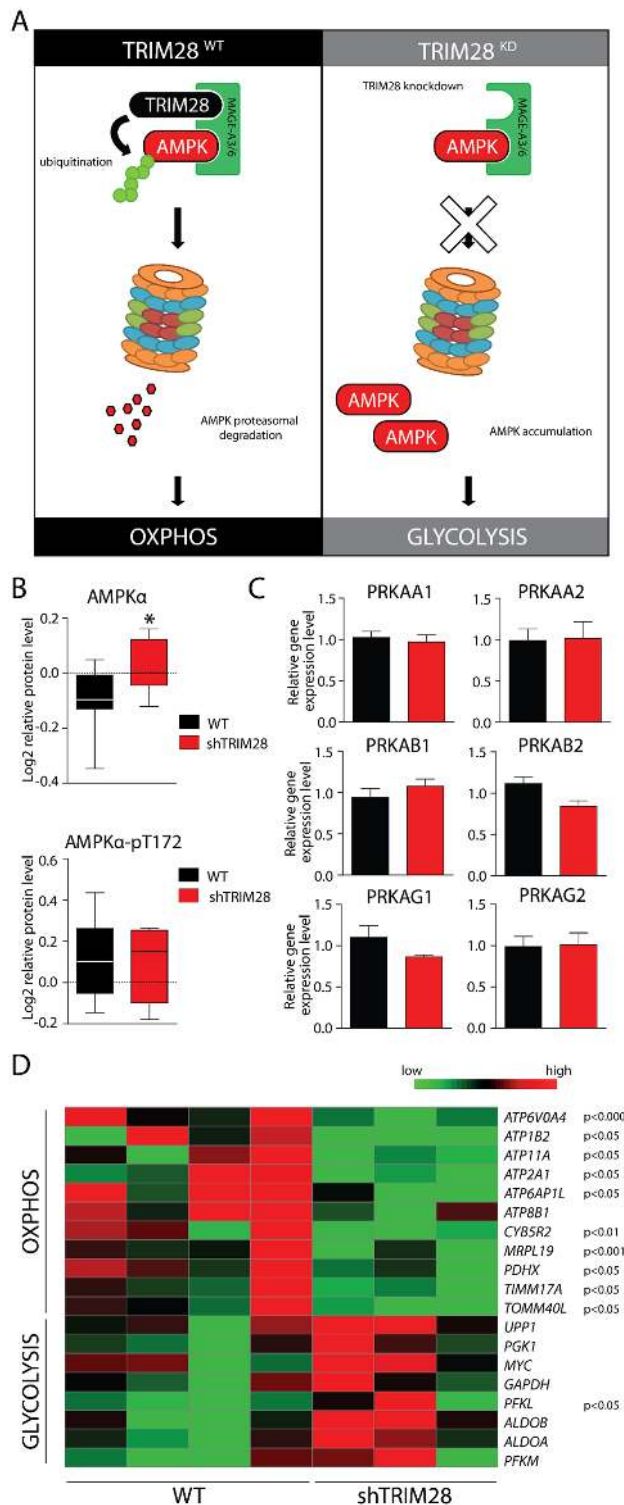 A
TRIM28 WT
TRIM28 KD
TRIM28
AMPK
MAGE-A3/6
ubiquitination
TRIM28 knockdown
AMPK
MAGE-A3/6
AMPK proteasomal
degradation
AMPK
AMPK
AMPK accumulation
OXPHOS
GLYCOLYSIS
B
AMPKα
Log2 relative protein level
0.2
0.0
-0.2
-0.4
*
WT
shTRIM28
AMPKα-pT172
Log2 relative protein level
0.6
0.4
0.2
0.0
-0.2
WT
shTRIM28
C
PRKAA1
Relative gene
expression level
1.5
1.0
0.5
0.0
PRKAA2
1.5
1.0
0.5
0.0
PRKAB1
Relative gene
expression level
1.5
1.0
0.5
0.0
PRKAB2
1.5
1.0
0.5
0.0
PRKAG1
Relative gene
expression level
1.5
1.0
0.5
0.0
PRKAG2
1.5
1.0
0.5
0.0
D
low high
OXPHOS
ATP6V0A4 p<0.000
ATP1B2 p<0.05
ATP11A p<0.05
ATP2A1 p<0.05
ATP6AP1L p<0.05
ATP8B1
CYB5R2 p<0.01
MRPL19 p<0.001
PDHX p<0.05
TIMM17A p<0.05
TOMM40L p<0.05
GLYCOLYSIS
UPP1
PGK1
MYC
GAPDH
PFKL p<0.05
ALDOB
ALDOA
PFKM
WT shTRIM28